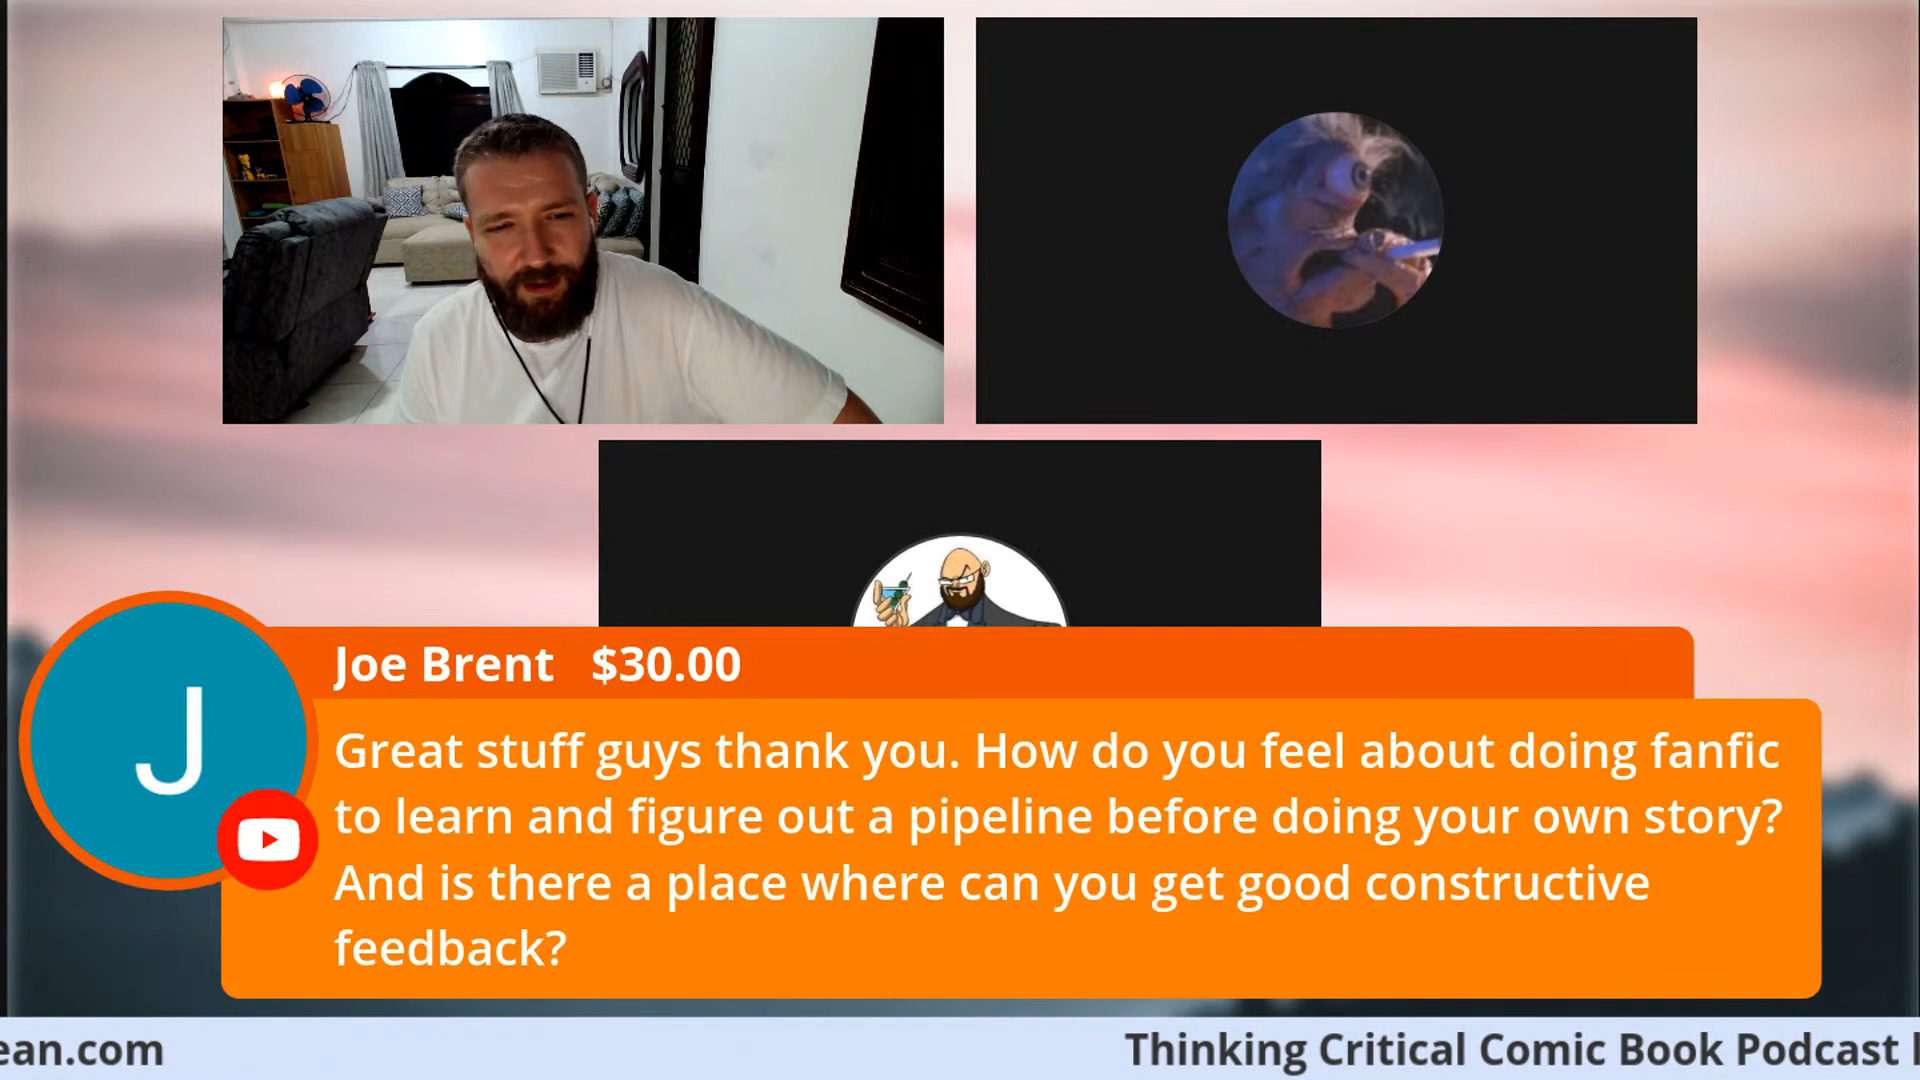 Joe Brent $30.00
J
Great stuff guys thank you. How do you feel about doing fanfic
to learn and figure out a pipeline before doing your own story?
And is there a place where can you get good constructive
feedback?
ean.com
Thinking Critical Comic Book Podcast